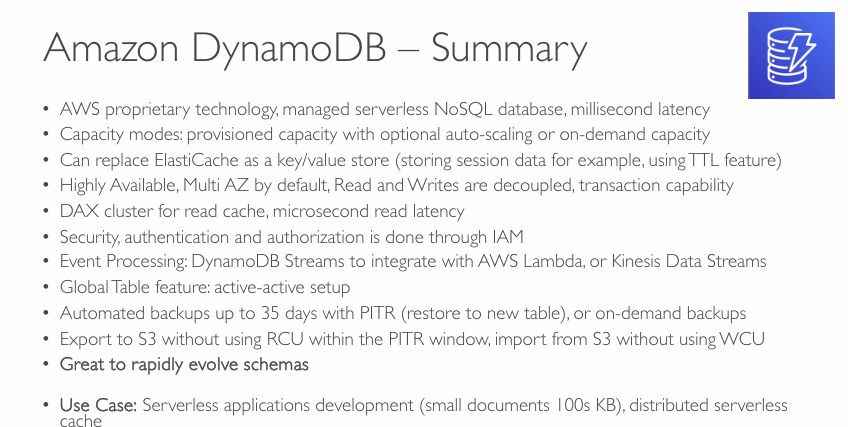 Amazon DynamoDB – Summary
• AWS proprietary technology, managed serverless NoSQL database, millisecond latency
• Capacity modes: provisioned capacity with optional auto-scaling or on-demand capacity
• Can replace ElastiCache as a key/value store (storing session data for example, using TTL feature)
• Highly Available, Multi AZ by default, Read and Writes are decoupled, transaction capability
• DAX cluster for read cache, microsecond read latency
• Security, authentication and authorization is done through IAM
• Event Processing: DynamoDB Streams to integrate with AWS Lambda, or Kinesis Data Streams
• Global Table feature: active-active setup
• Automated backups up to 35 days with PITR (restore to new table), or on-demand backups
• Export to S3 without using RCU within the PITR window, import from S3 without using WCU
• Great to rapidly evolve schemas
• Use Case: Serverless applications development (small documents 100s KB), distributed serverless
cache